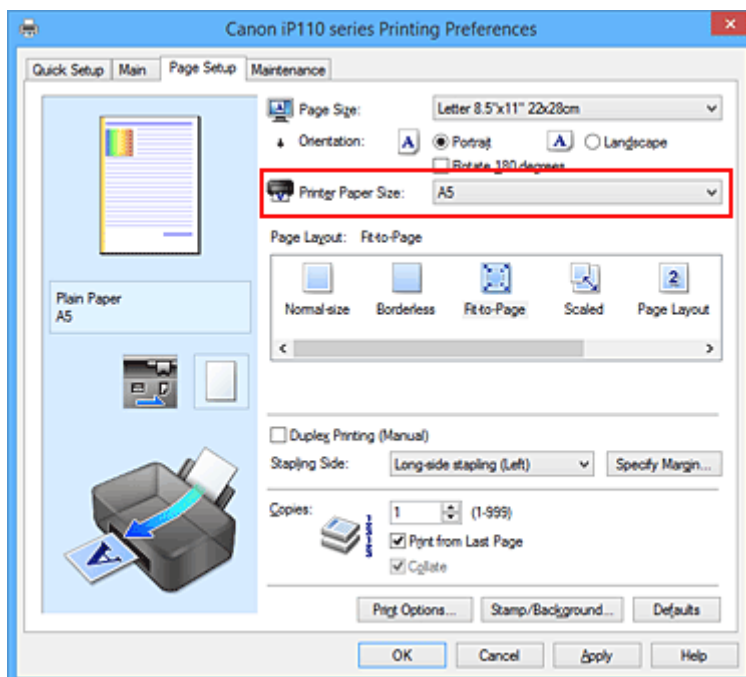 Canon iP110 series Printing Preferences
Quick Setup Main Page Setup Maintenance
Page Size: Letter 8.5"x11" 22x28cm
Orientation: A Portrait A Landscape
Rotate 180 degrees
Printer Paper Size: A5
Page Layout: Fit-to-Page
2
Normal-size Borderless Fit-to-Page Scaled Page Layout
Plain Paper
A5
Duplex Printing (Manual)
Stapling Side: Long-side stapling (Left) Specify Margin...
Copies: 1 (1-999)
Print from Last Page
Collate
A
Print Options... Stamp/Background... Defaults
OK Cancel Apply Help